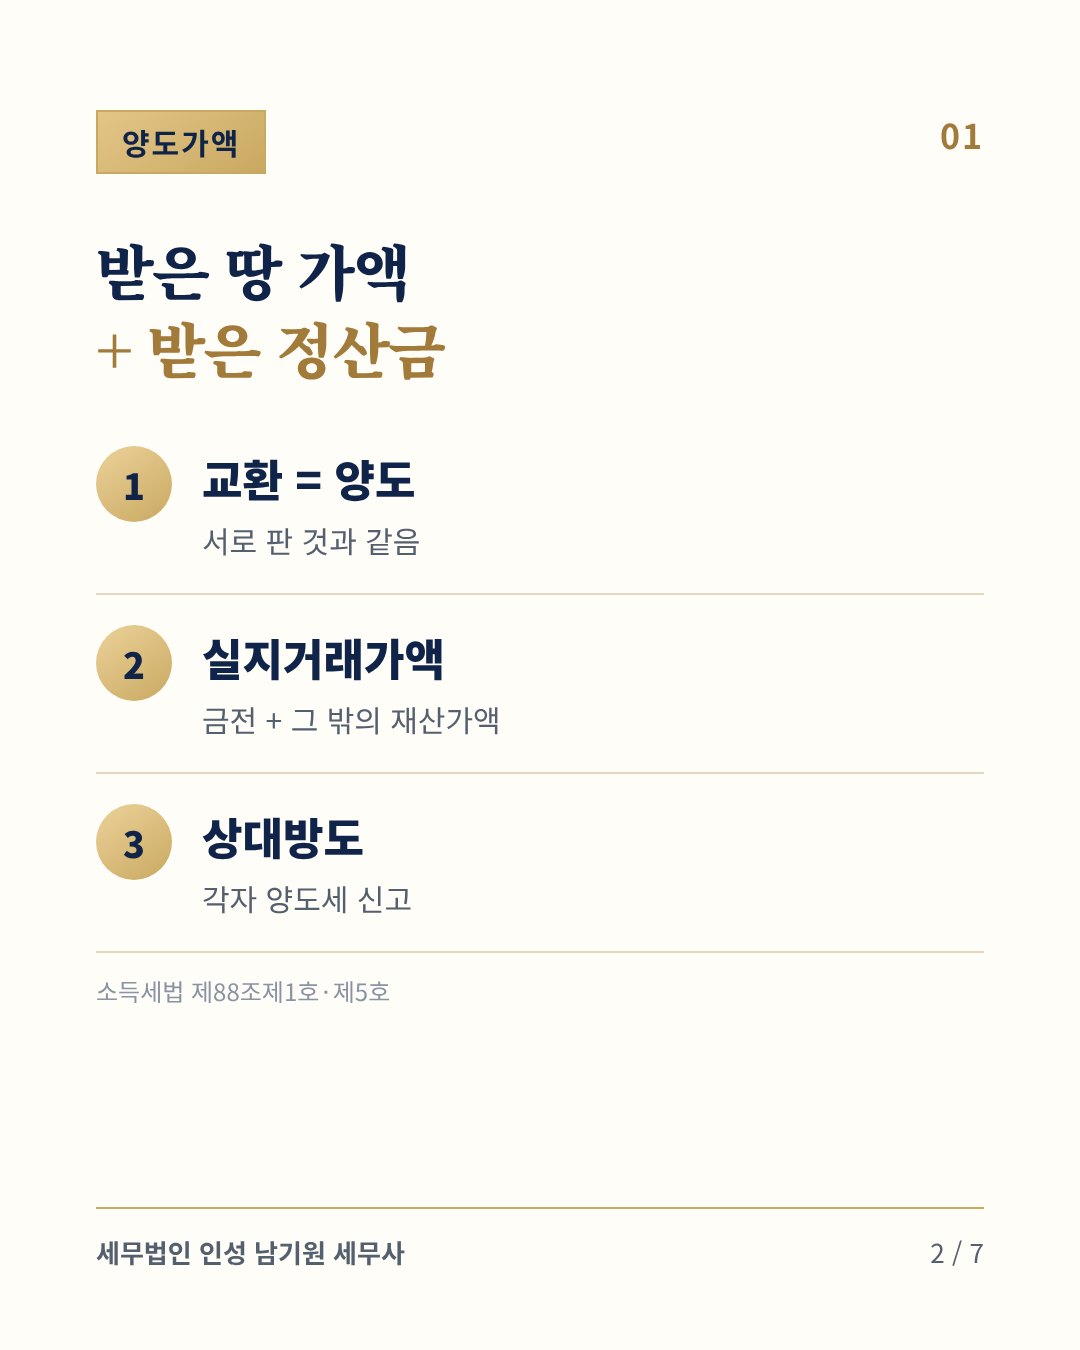 양도가액
01
받은 땅 가액
+ 받은 정산금
1
교환 = 양도
서로 판 것과 같음
2
실지거래가액
금전 + 그 밖의 재산가액
3
상대방도
각자 양도세 신고
소득세법 제88조제1호·제5호
세무법인 인성 남기원 세무사
2 / 7